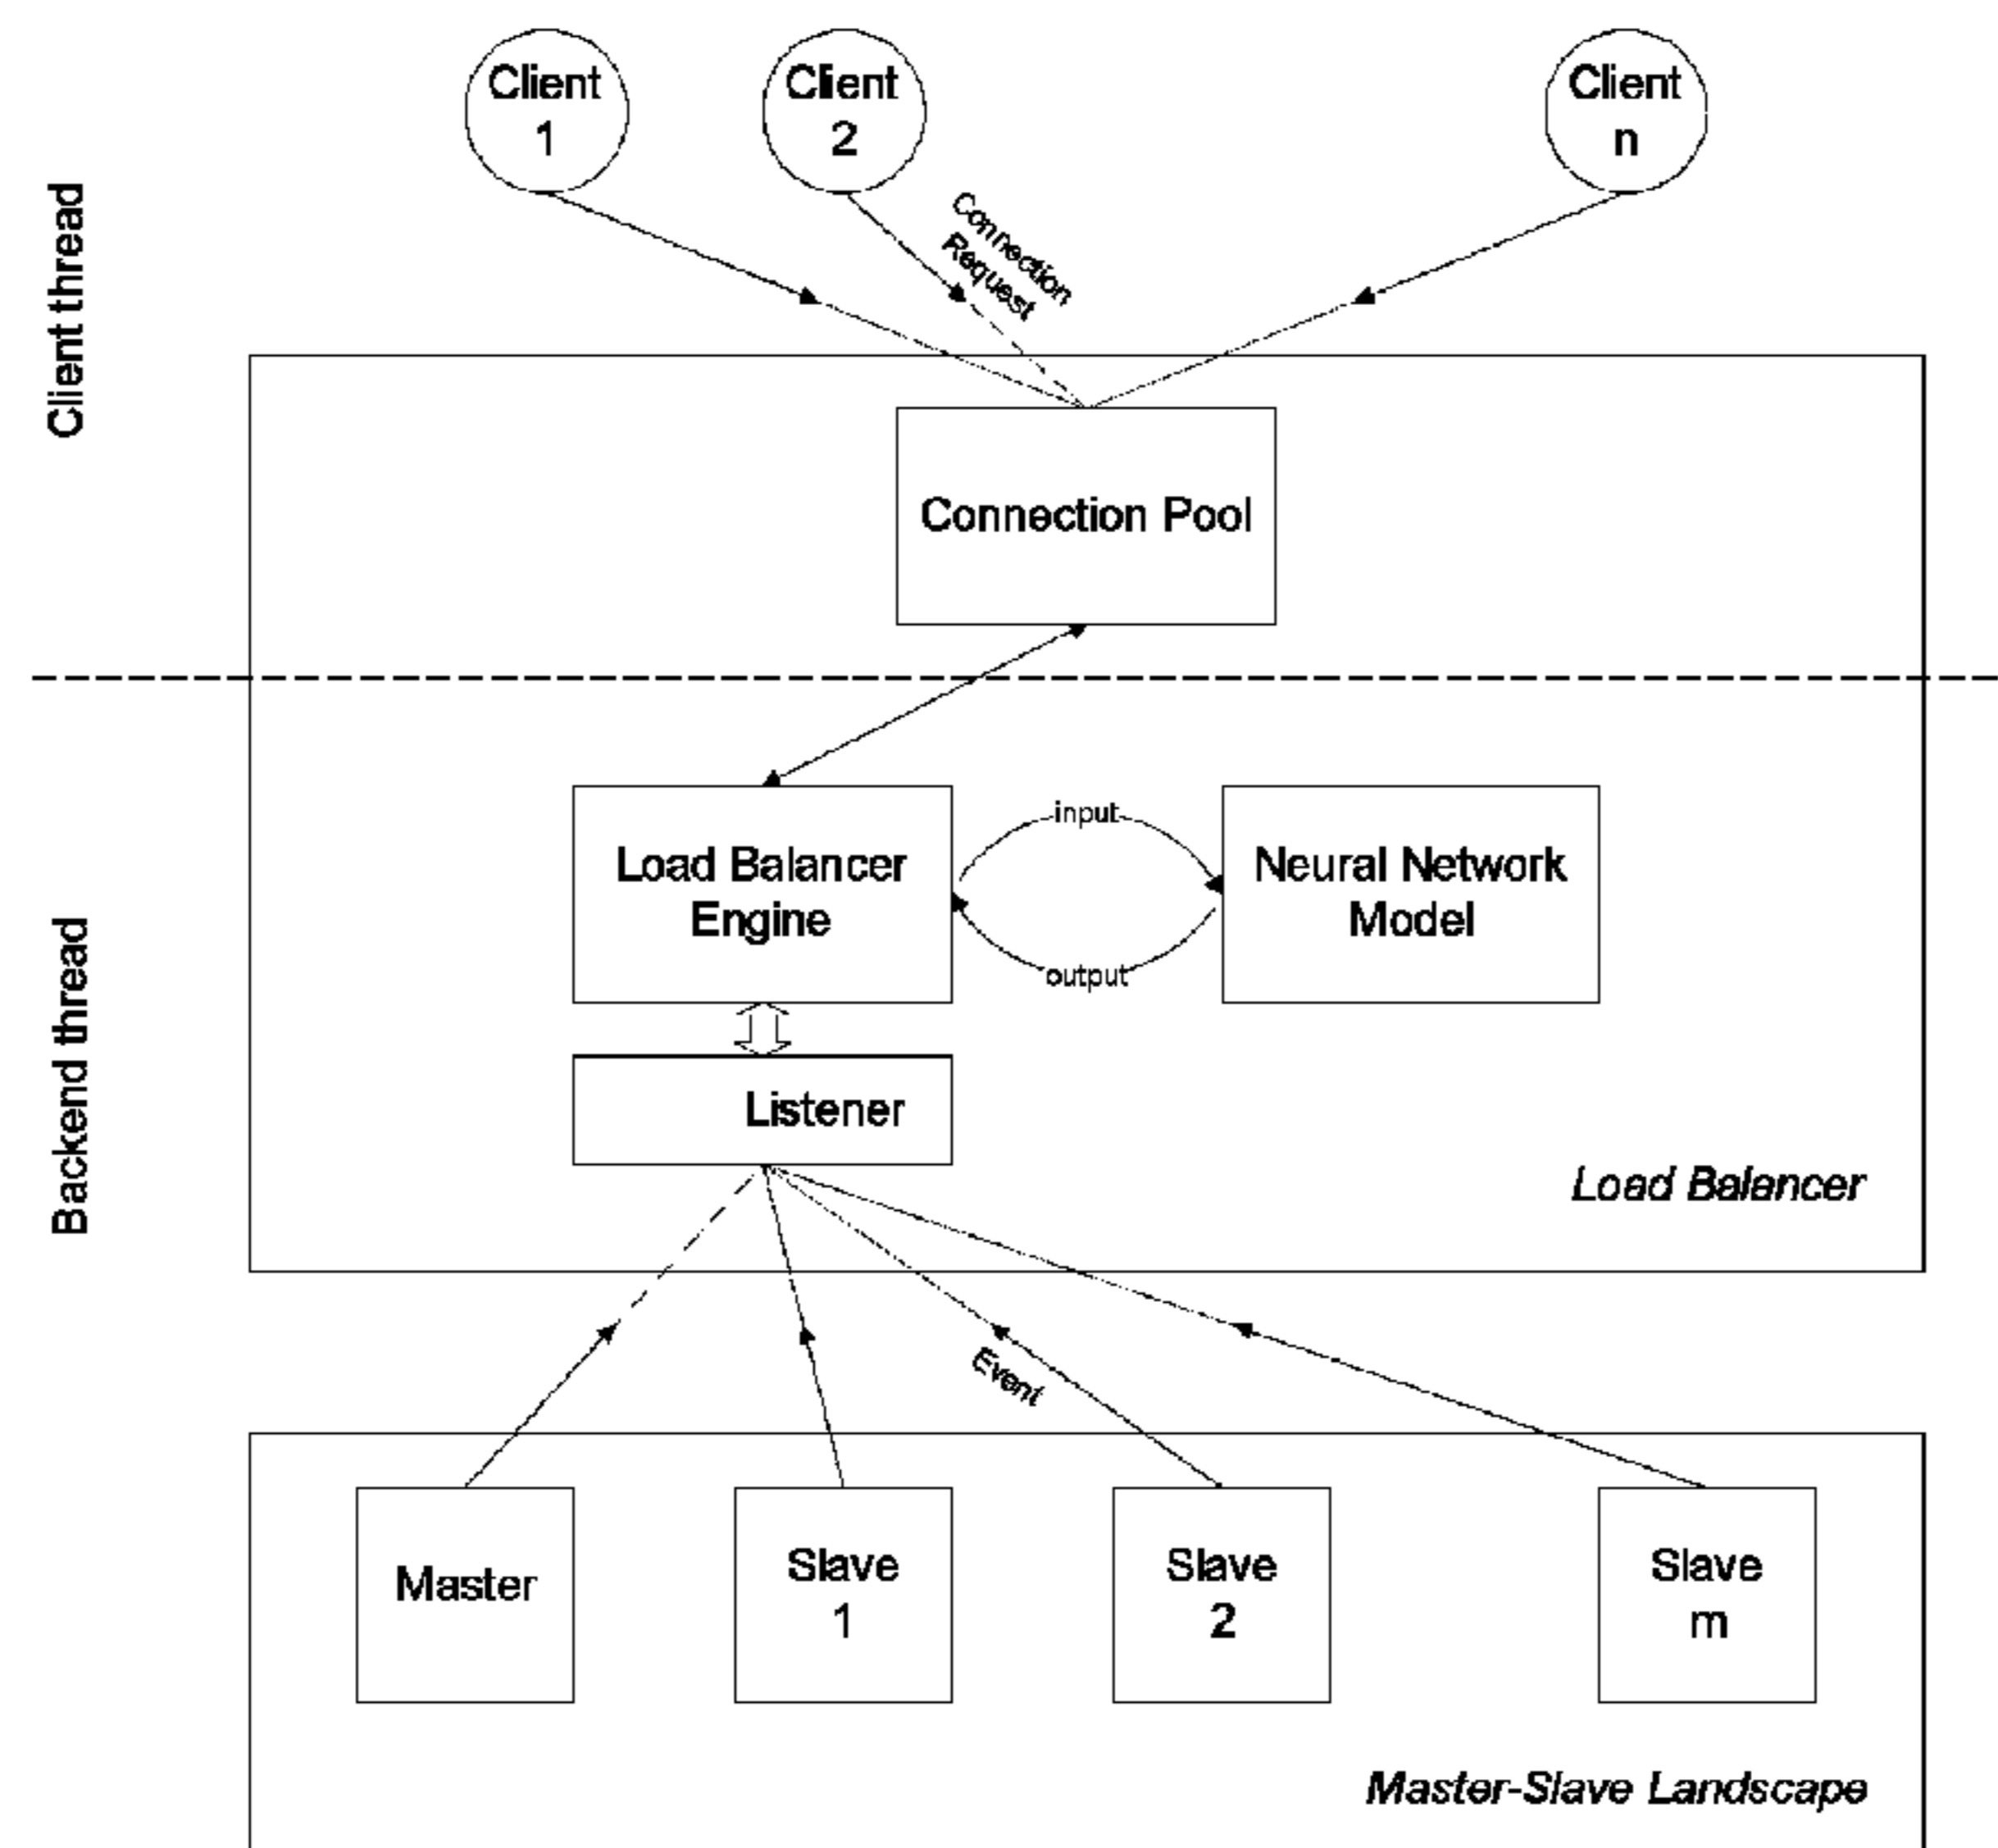 Client
1
Client
2
Client
n
Connection
Request
Client thread
Connection Pool
Load Balancer
Engine
input
output
Neural Network
Model
Listener
Backend thread
Load Balancer
Event
Master
Slave
1
Slave
2
Slave
m
Master-Slave Landscape